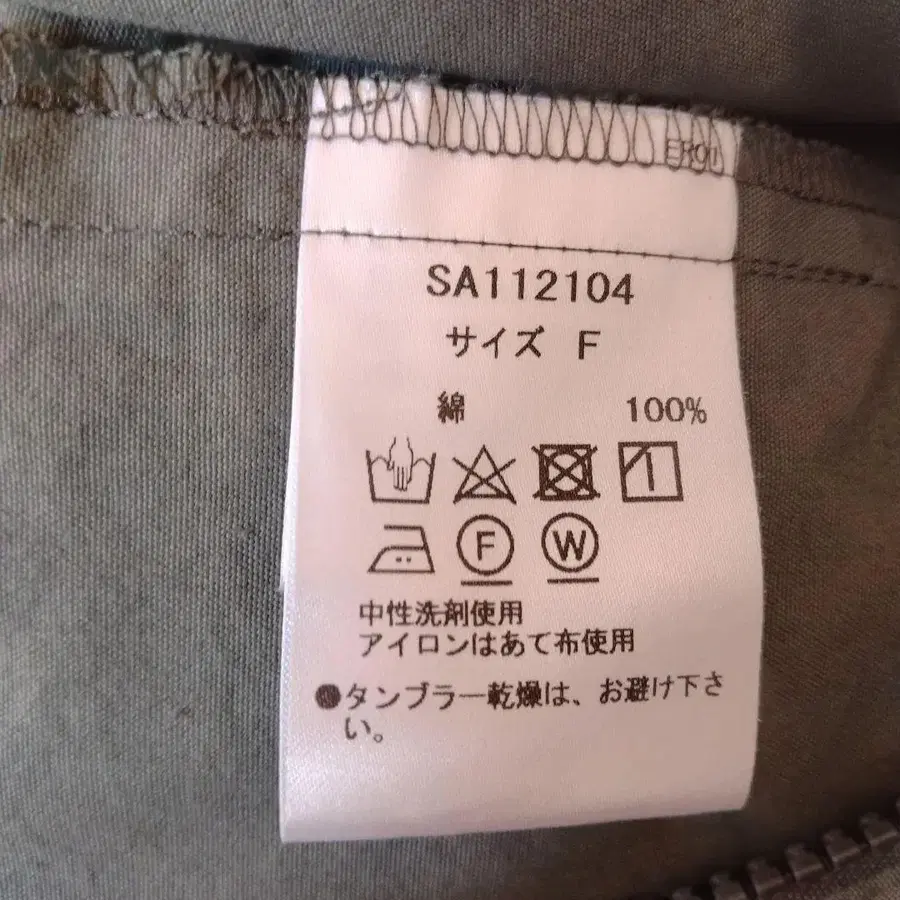 SA112104
サイズ F
綿 100%
F W
中性洗剤使用
アイロンはあて布使用
●タンブラー乾燥は、お避け下さ
い。